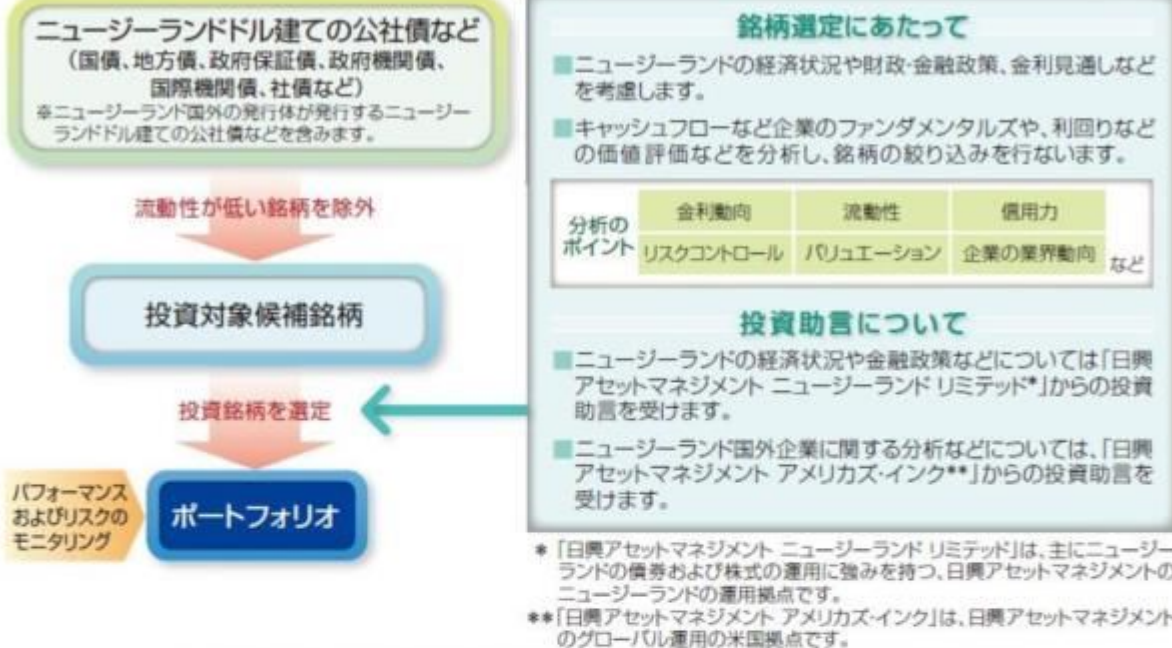 ニュージーランドドル建ての公社債など
(国債、地方債、政府保証債、政府機関債、
国際機関債、社債など)
※ニュージーランド国外の発行体が発行するニュージー
ランドドル建ての公社債などを含みます。
流動性が低い銘柄を除外
投資対象候補銘柄
投資銘柄を選定
パフォーマンス
およびリスクの
モニタリング
ポートフォリオ
銘柄選定にあたって
■ニュージーランドの経済状況や財政・金融政策、金利見通しなど
を考慮します。
■キャッシュフローなど企業のファンダメンタルズや、利回りなど
の価値評価などを分析し、銘柄の絞り込みを行ないます。
分析の
ポイント
金利動向 流動性 信用力
リスクコントロール バリュエーション 企業の業界動向 など
投資助言について
■ニュージーランドの経済状況や金融政策などについては「日興
アセットマネジメント ニュージーランド リミテッド*」からの投資
助言を受けます。
■ニュージーランド国外企業に関する分析などについては、「日興
アセットマネジメント アメリカズ・インク**」からの投資助言を
受けます。
*「日興アセットマネジメント ニュージーランド リミテッド」は、主にニュージー
ランドの債券および株式の運用に強みを持つ、日興アセットマネジメントの
ニュージーランドの運用拠点です。
**「日興アセットマネジメント アメリカズ・インク」は、日興アセットマネジメント
のグローバル運用の米国拠点です。